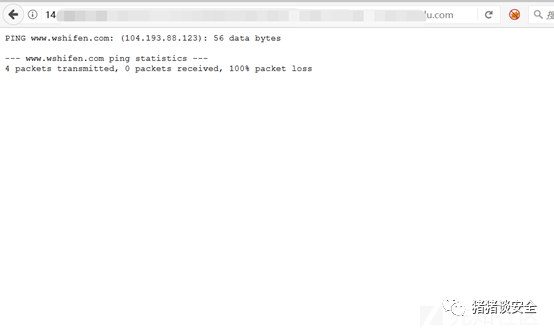 14
du.com
PING www.wshifen.com: (104.193.88.123): 56 data bytes
--- www.wshifen.com ping statistics ---
4 packets transmitted, 0 packets received, 100% packet loss
猪猪谈安全